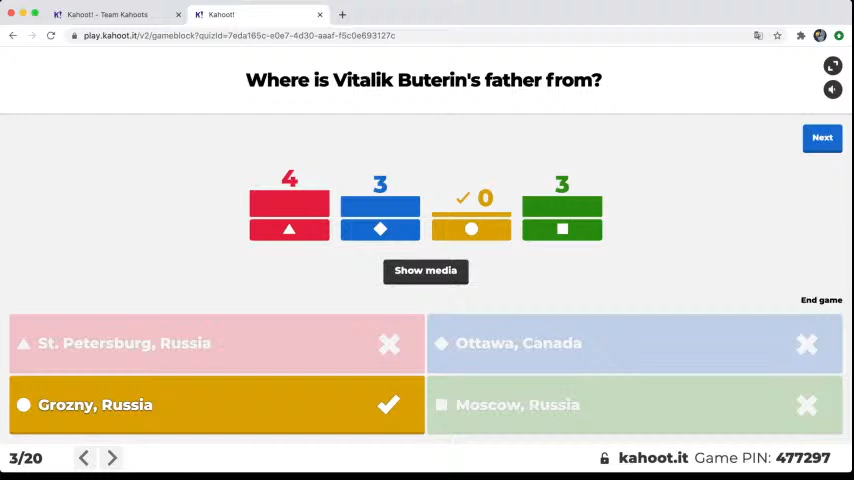 Kahoot! - Team Kahoots
Kahoot!
play.kahoot.it/v2/gameblock?quizId=7eda165c-e0e7-4d30-aaaf-f5c0e693127c
Where is Vitalik Buterin's father from?
Next
4
3
0
3
Show media
End game
St. Petersburg, Russia
Ottawa, Canada
Grozny, Russia
Moscow, Russia
3/20
kahoot.it Game PIN: 477297